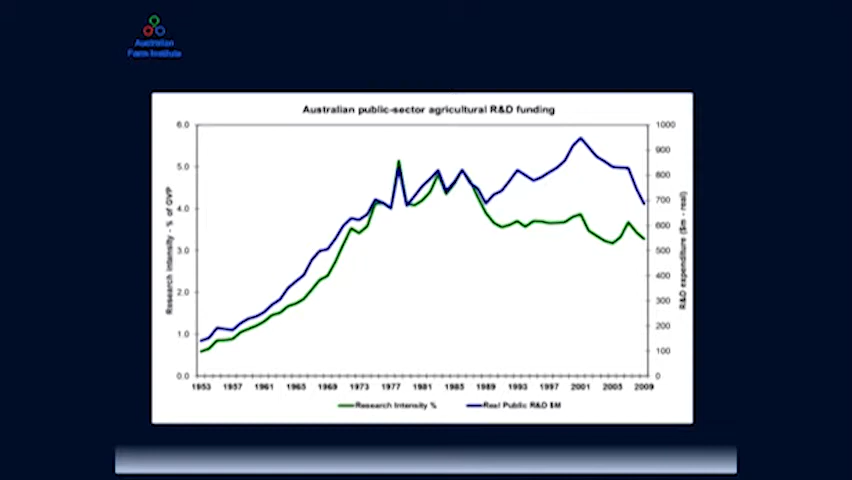 Australian
Farm Institute
Australian public-sector agricultural R&D funding
6.0
5.0
4.0
3.0
2.0
1.0
0.0
Research intensity - % of GVP
1000
900
800
700
600
500
400
300
200
100
0
R&D expenditure ($m - real)
1953 1957 1961 1965 1969 1973 1977 1981 1985 1989 1993 1997 2001 2005 2009
Research Intensity % Real Public R&D $M